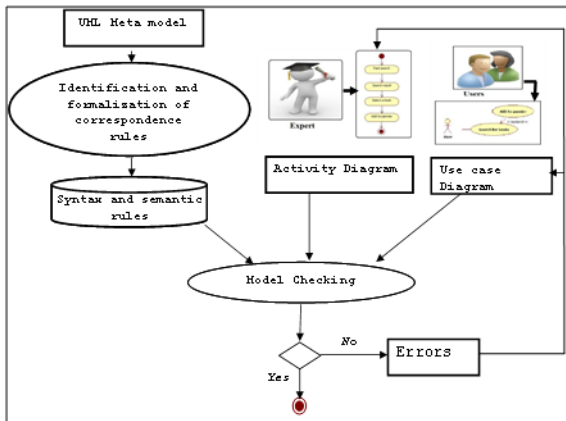 UML Meta model
Identification and
formalization of
correspondence
rules
Syntax and semantic
rules
Expert
Users
Activity Diagram
Use case
Diagram
Model Checking
No
Errors
Yes